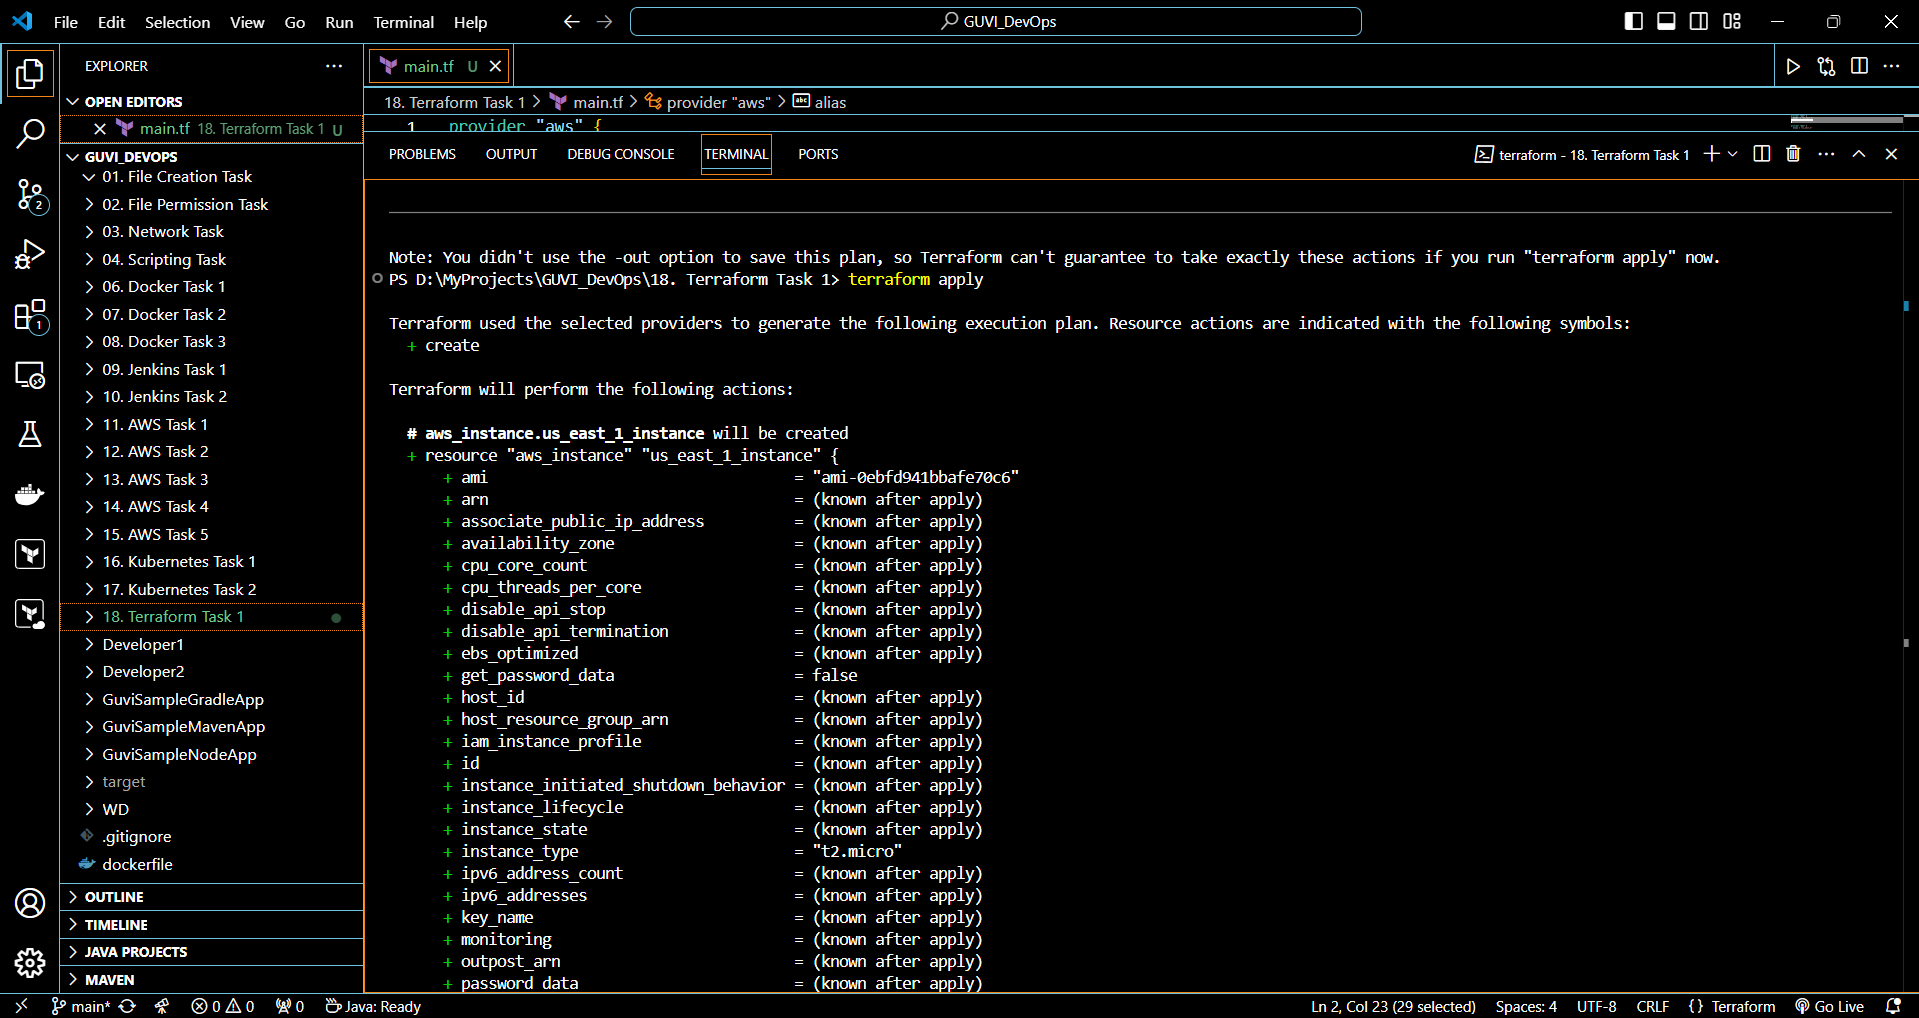 File Edit Selection View Go Run Terminal Help
GUVI_DevOps
EXPLORER
OPEN EDITORS
main.tf 18. Terraform Task 1 U
GUVI_DEVOPS
01. File Creation Task
02. File Permission Task
03. Network Task
04. Scripting Task
06. Docker Task 1
07. Docker Task 2
08. Docker Task 3
09. Jenkins Task 1
10. Jenkins Task 2
11. AWS Task 1
12. AWS Task 2
13. AWS Task 3
14. AWS Task 4
15. AWS Task 5
16. Kubernetes Task 1
17. Kubernetes Task 2
18. Terraform Task 1
Developer1
Developer2
GuviSampleGradleApp
GuviSampleMavenApp
GuviSampleNodeApp
target
WD
.gitignore
dockerfile
OUTLINE
TIMELINE
JAVA PROJECTS
MAVEN
2
1
main.tf U
18. Terraform Task 1 > main.tf > provider "aws" > alias
1 provider "aws" {
PROBLEMS OUTPUT DEBUG CONSOLE TERMINAL PORTS
terraform - 18. Terraform Task 1
Note: You didn't use the -out option to save this plan, so Terraform can't guarantee to take exactly these actions if you run "terraform apply" now.
PS D:\MyProjects\GUVI_DevOps\18. Terraform Task 1> terraform apply
Terraform used the selected providers to generate the following execution plan. Resource actions are indicated with the following symbols:
+ create
Terraform will perform the following actions:
# aws_instance.us_east_1_instance will be created
+ resource "aws_instance" "us_east_1_instance" {
+ ami = "ami-0ebfd941bbafe70c6"
+ arn = (known after apply)
+ associate_public_ip_address = (known after apply)
+ availability_zone = (known after apply)
+ cpu_core_count = (known after apply)
+ cpu_threads_per_core = (known after apply)
+ disable_api_stop = (known after apply)
+ disable_api_termination = (known after apply)
+ ebs_optimized = (known after apply)
+ get_password_data = false
+ host_id = (known after apply)
+ host_resource_group_arn = (known after apply)
+ iam_instance_profile = (known after apply)
+ id = (known after apply)
+ instance_initiated_shutdown_behavior = (known after apply)
+ instance_lifecycle = (known after apply)
+ instance_state = (known after apply)
+ instance_type = "t2.micro"
+ ipv6_address_count = (known after apply)
+ ipv6_addresses = (known after apply)
+ key_name = (known after apply)
+ monitoring = (known after apply)
+ outpost_arn = (known after apply)
+ password_data = (known after apply)
main* 0 0 0 Java: Ready
Ln 2, Col 23 (29 selected) Spaces: 4 UTF-8 CRLF {} Terraform Go Live